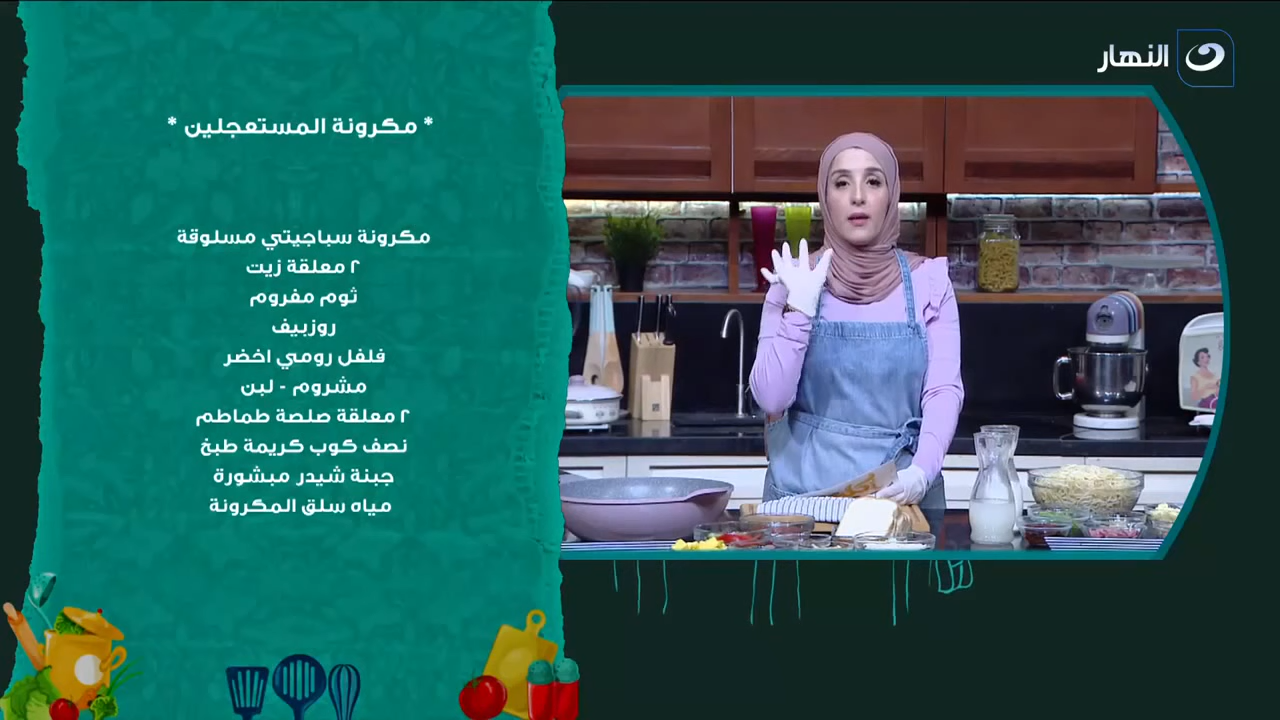 النهار
* مكرونة المستعجلين *
مكرونة سباجيتي مسلوقة
٢ معلقة زيت
ثوم مفروم
روزبيف
فلفل رومي اخضر
مشروم - لبن
٢ معلقة صلصة طماطم
نصف كوب كريمة طبخ
جبنة شيدر مبشورة
مياه سلق المكرونة